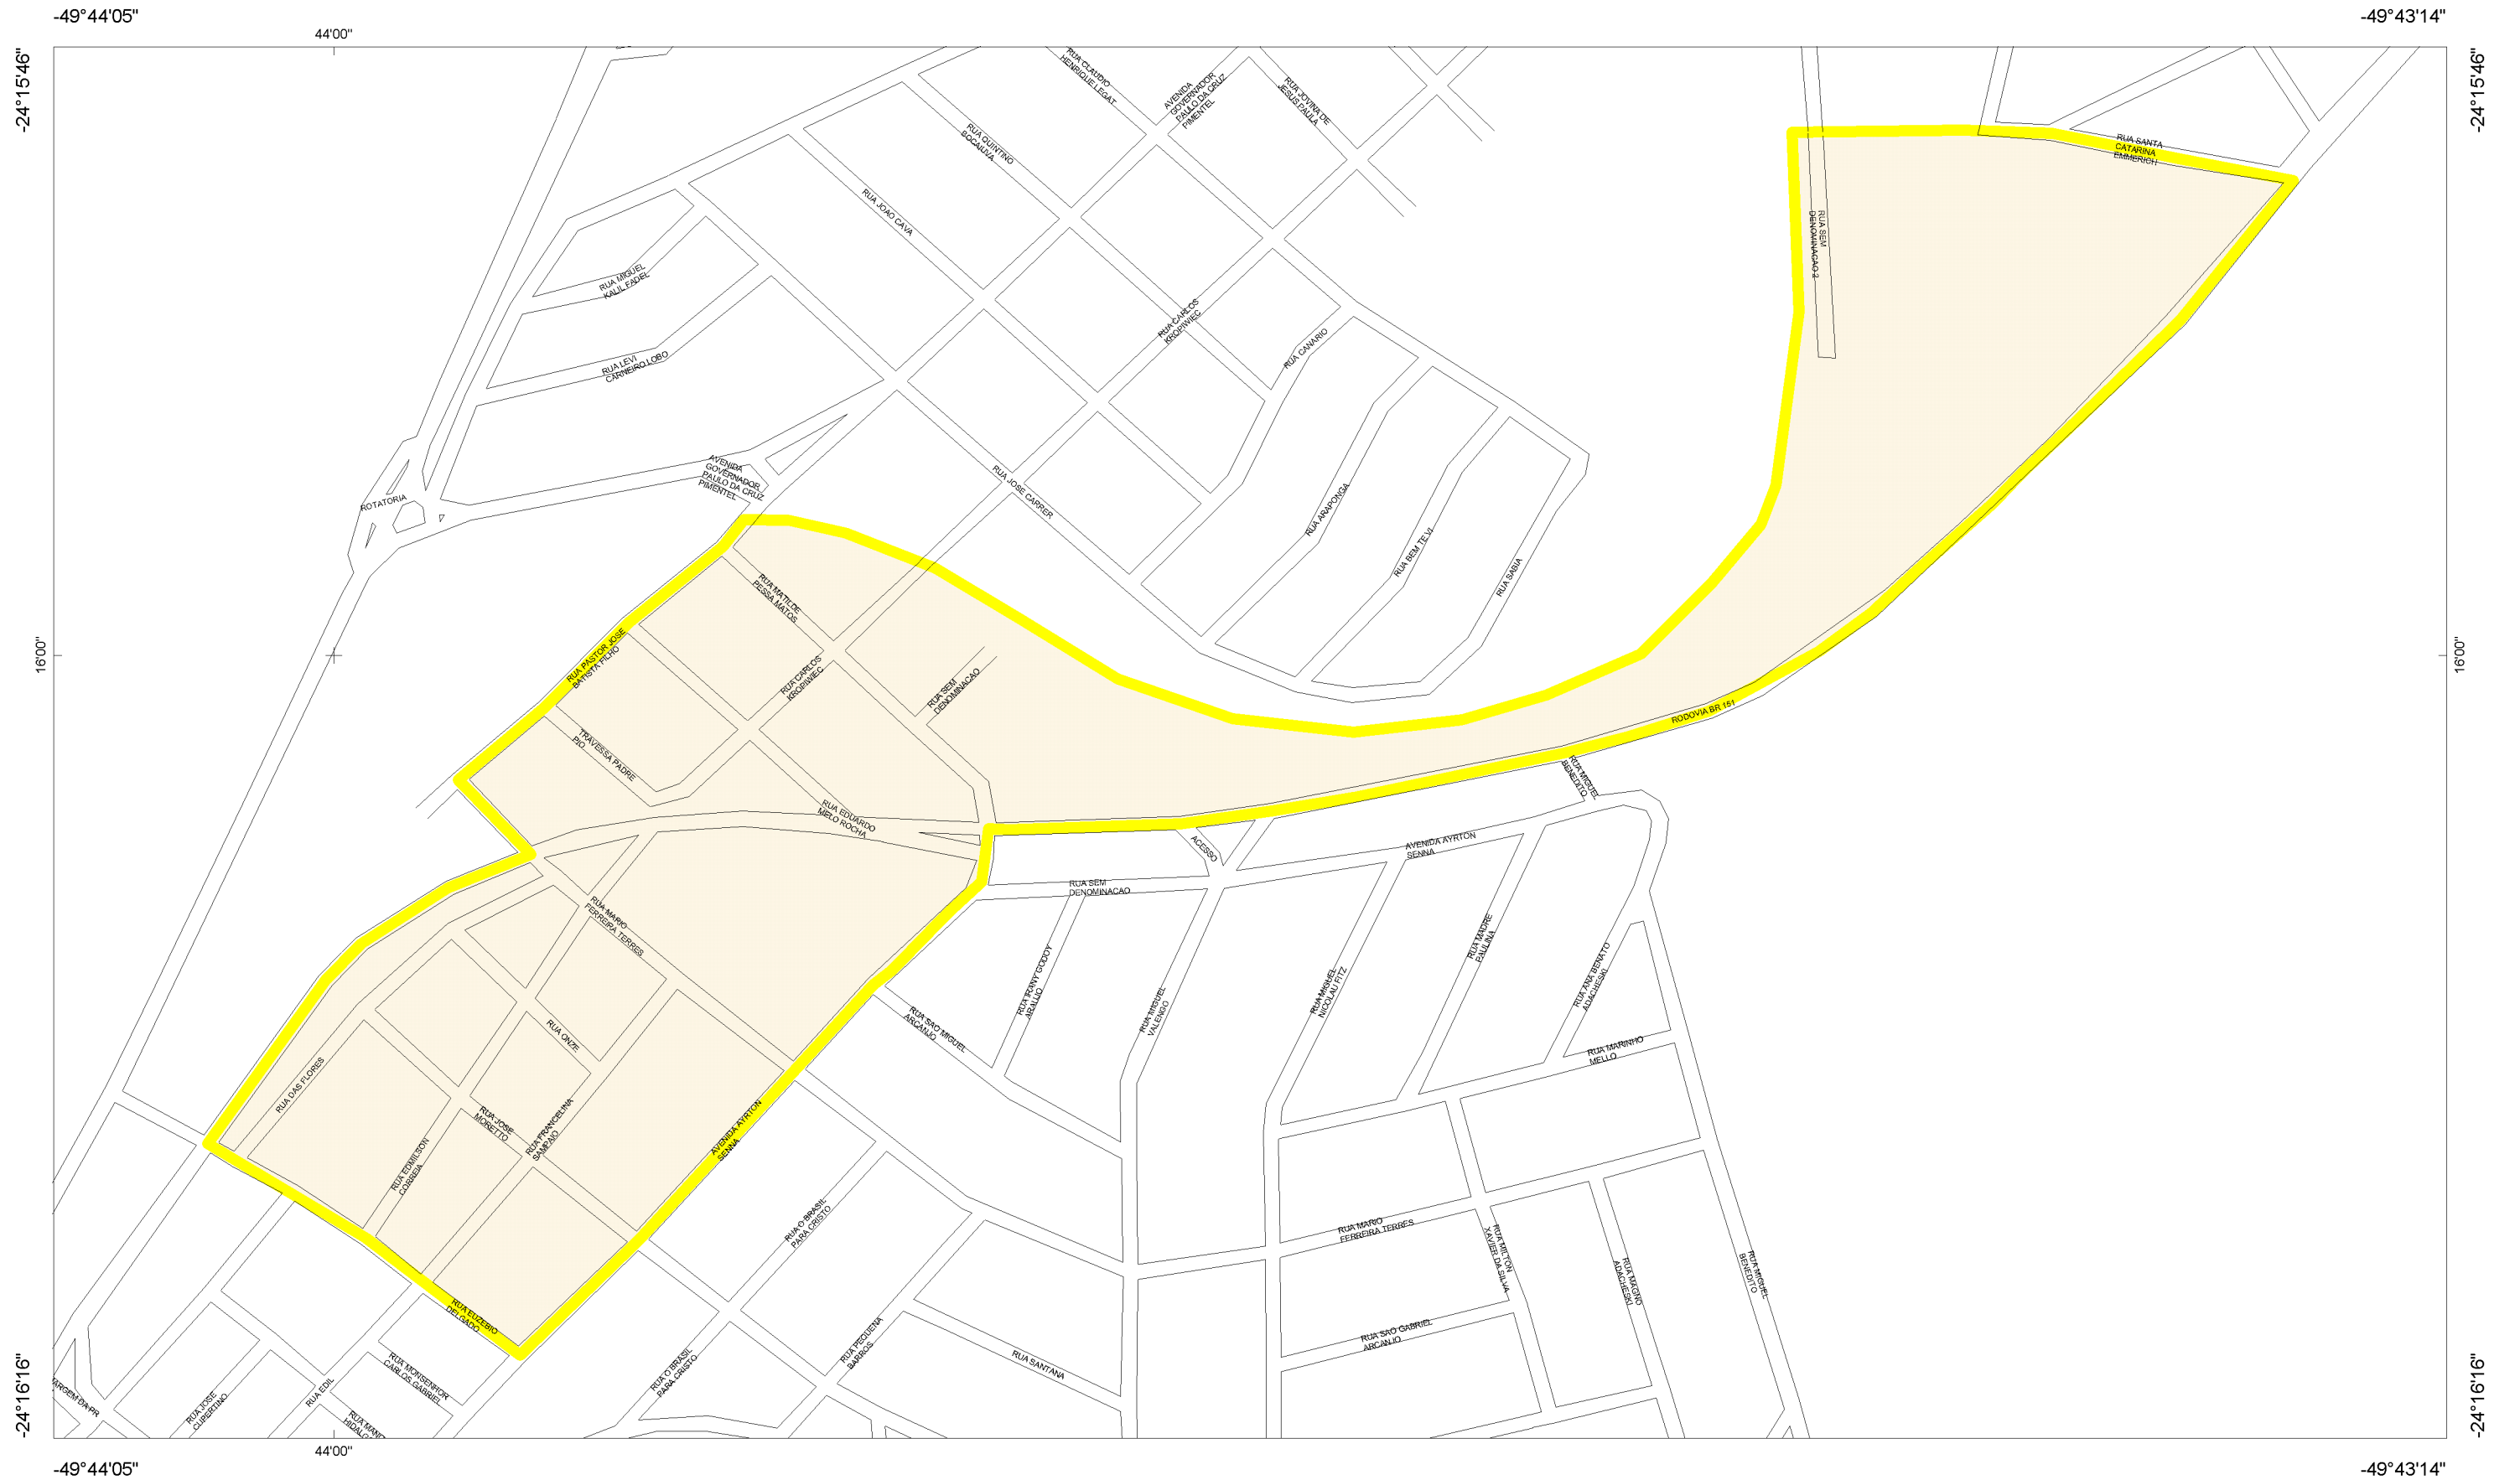 -49°44'05"
-49°43'14"
44'00"
-24°15'46"
-24°15'46"
RUA CLAUDIO
HENRIQUE LEGAT
AVENIDA
GOVERNADOR
PAULO DA CRUZ
PIMENTEL
RUA JOVINA DE
JESUS PAULA
RUA QUINTINO
BOCAIUVA
RUA SANTA
CATARINA
EMMERICH
RUA JOAO CAVA
RUA SEM
DENOMINACAO 2
RUA MIGUEL
KALIL FADEL
RUA CARLOS
KROPIWIEC
RUA CANARIO
RUA LEVI
CARNEIRO LOBO
AVENIDA
GOVERNADOR
PAULO DA CRUZ
PIMENTEL
RUA JOSE CARRER
ROTATORIA
RUA ARAPONGA
RUA BEM TE VI
RUA SABIA
RUA MATILDE
PESSA MATOS
RUA PASTOR JOSE
BATISTA FILHO
16'00"
16'00"
RUA CARLOS
KROPIWIEC
RUA SEM
DENOMINACAO
RODOVIA BR 151
TRAVESSA PADRE
PIO
RUA MIGUEL
BENEDITO
RUA EDUARDO
MELO ROCHA
ACESSO
AVENIDA AYRTON
SENNA
RUA SEM
DENOMINACAO
RUA MARIO
FERREIRA TERRES
RUA IRANY GODOY
ARAUJO
RUA MADRE
PAULINA
RUA ANA BENATO
ADACHESKI
RUA MIGUEL
NICOLAU FITZ
RUA MIGUEL
VALENGO
RUA SAO MIGUEL
ARCANJO
RUA ONZE
RUA MARINHO
MELLO
RUA DAS FLORES
RUA JOSE
MORETTO
RUA FRANCELINA
SAMPAIO
AVENIDA AYRTON
SENNA
RUA EDMILSON
CORREIA
RUA O BRASIL
PARA CRISTO
RUA MARIO
FERREIRA TERRES
RUA MILTON
XAVIER DA SILVA
RUA MAGNO
ADACHESKI
RUA MIGUEL
BENEDITO
RUA EUZEBIO
DELGADO
RUA SAO GABRIEL
ARCANJO
RUA PEQUENA
BARROS
RUA SANTANA
RUA O BRASIL
PARA CRISTO
RUA MONSENHOR
CARLOS GABRIEL
RUA EDIL
RUA JOSE
CUPERTINO
ARGEM DA PR
RUA MANO
HIDALG
-24°16'16"
-24°16'16"
44'00"
-49°44'05"
-49°43'14"